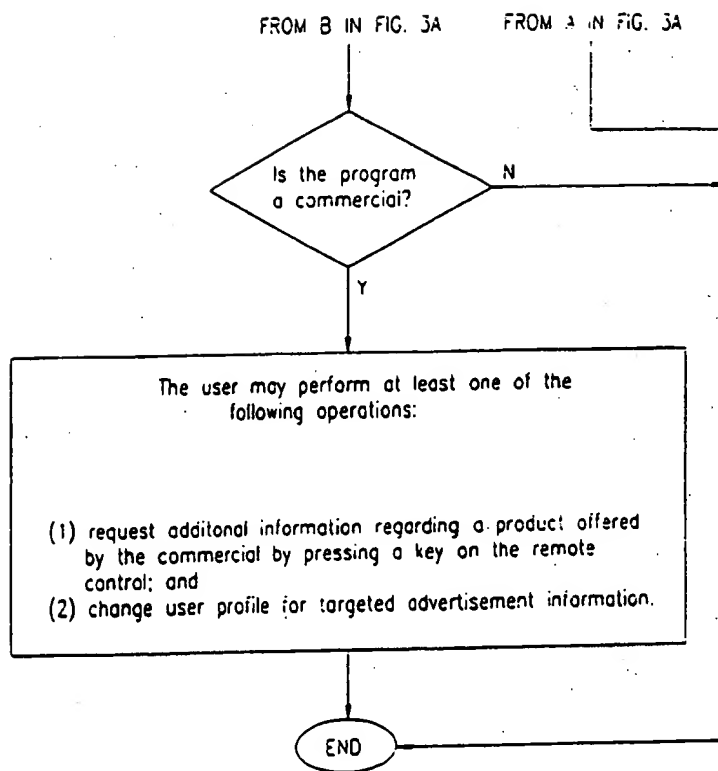 FROM B IN FIG. 3A
FROM A IN FIG. 3A
Is the program
a commercial?
N
Y
The user may perform at least one of the
following operations:
(1) request additonal information regarding a product offered
by the commercial by pressing a key on the remote
control; and
(2) change user profile for targeted advertisement information.
END